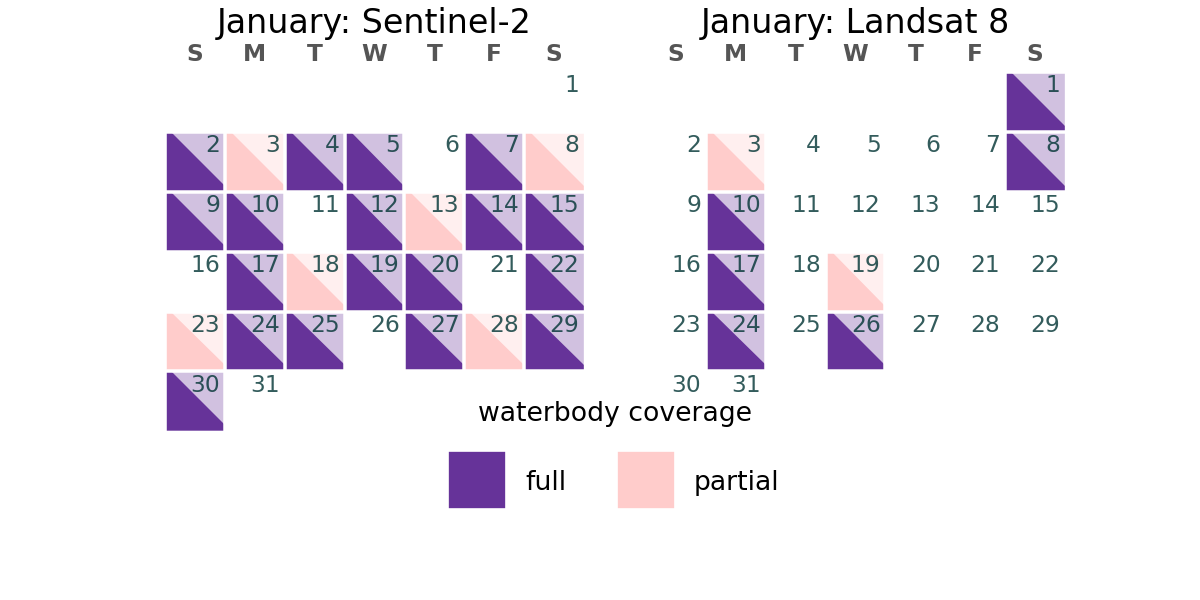 January: Sentinel-2
S M T W T F S
1
2 3 4 5 6 7 8
9 10 11 12 13 14 15
16 17 18 19 20 21 22
23 24 25 26 27 28 29
30 31
January: Landsat 8
S M T W T F S
1
2 3 4 5 6 7 8
9 10 11 12 13 14 15
16 17 18 19 20 21 22
23 24 25 26 27 28 29
30 31
waterbody coverage
full partial